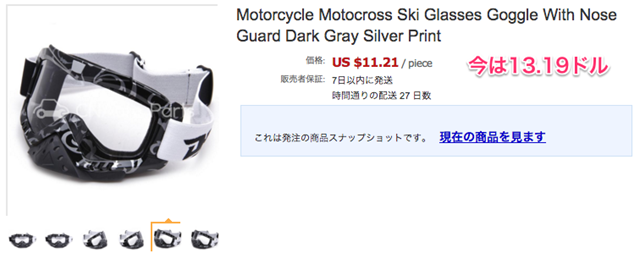 Motorcycle Motocross Ski Glasses Goggle With Nose
Guard Dark Gray Silver Print
価格: US $11.21 / piece
今は13.19ドル
販売者保証: 7日以内に発送
時間通りの配送 27 日数
これは発注の商品スナップショットです。 現在の商品を見ます